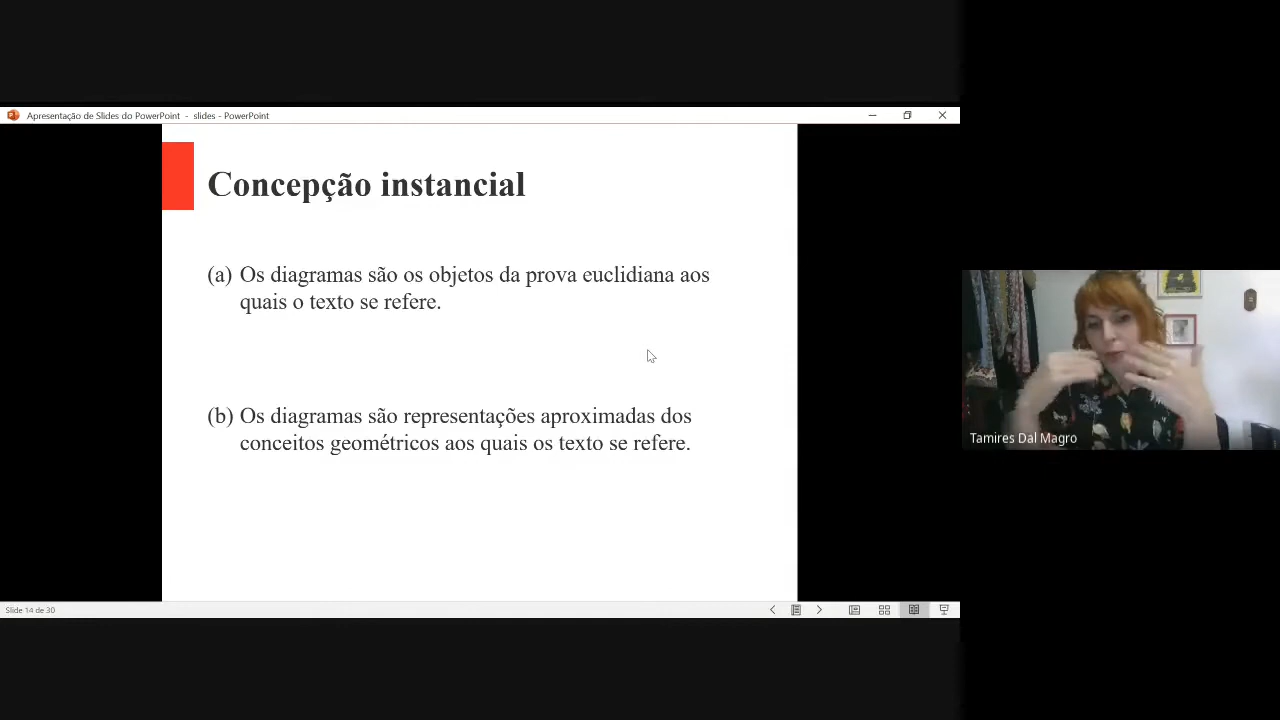 Apresentação de Slides do PowerPoint - slides - PowerPoint
Concepção instancial
(a) Os diagramas são os objetos da prova euclidiana aos
quais o texto se refere.
(b) Os diagramas são representações aproximadas dos
conceitos geométricos aos quais os texto se refere.
Tamires Dal Magro
Slide 14 de 30